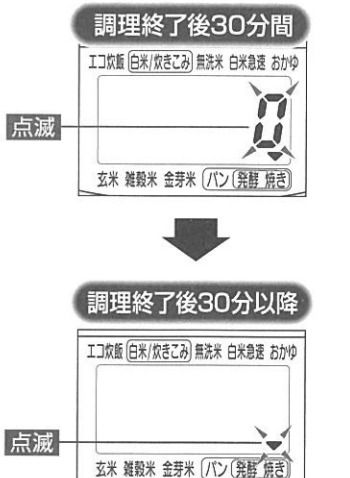 調理終了後30分間
エコ炊飯 白米/炊きこみ 無洗米 白米急速 おかゆ
点滅
0
玄米 雑穀米 金芽米 パン 発酵 焼き
調理終了後30分以降
エコ炊飯 白米/炊きこみ 無洗米 白米急速 おかゆ
点滅
玄米 雑穀米 金芽米 パン 発酵 焼き